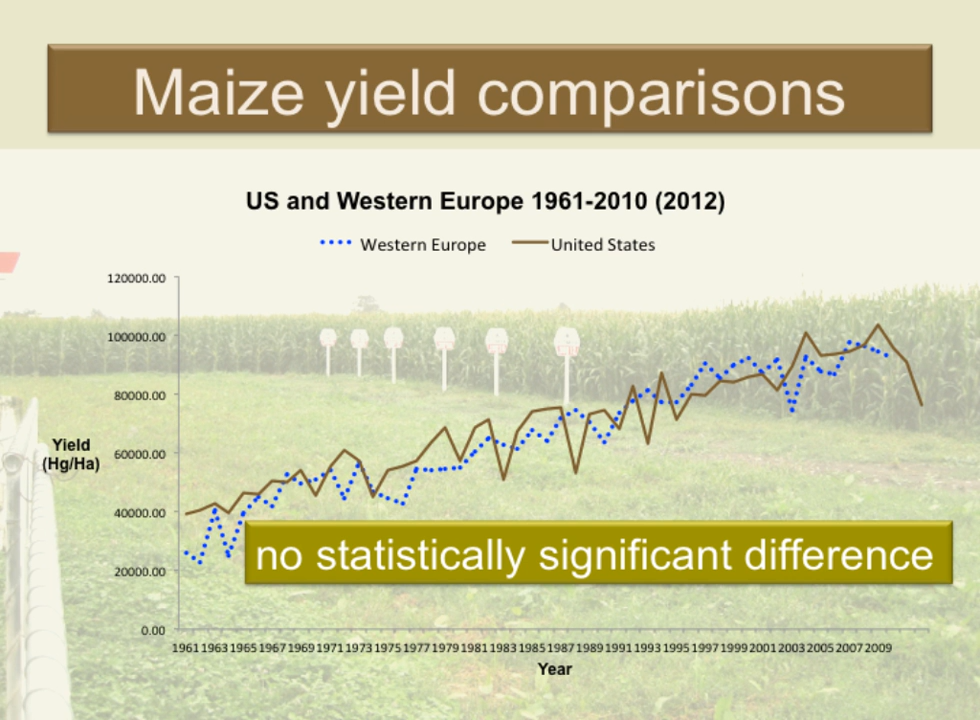 Maize yield comparisons
US and Western Europe 1961-2010 (2012)
Western Europe United States
120000.00
100000.00
80000.00
60000.00
40000.00
20000.00
0.00
Yield
(Hg/Ha)
no statistically significant difference
1961 1963 1965 1967 1969 1971 1973 1975 1977 1979 1981 1983 1985 1987 1989 1991 1993 1995 1997 1999 2001 2003 2005 2007 2009
Year